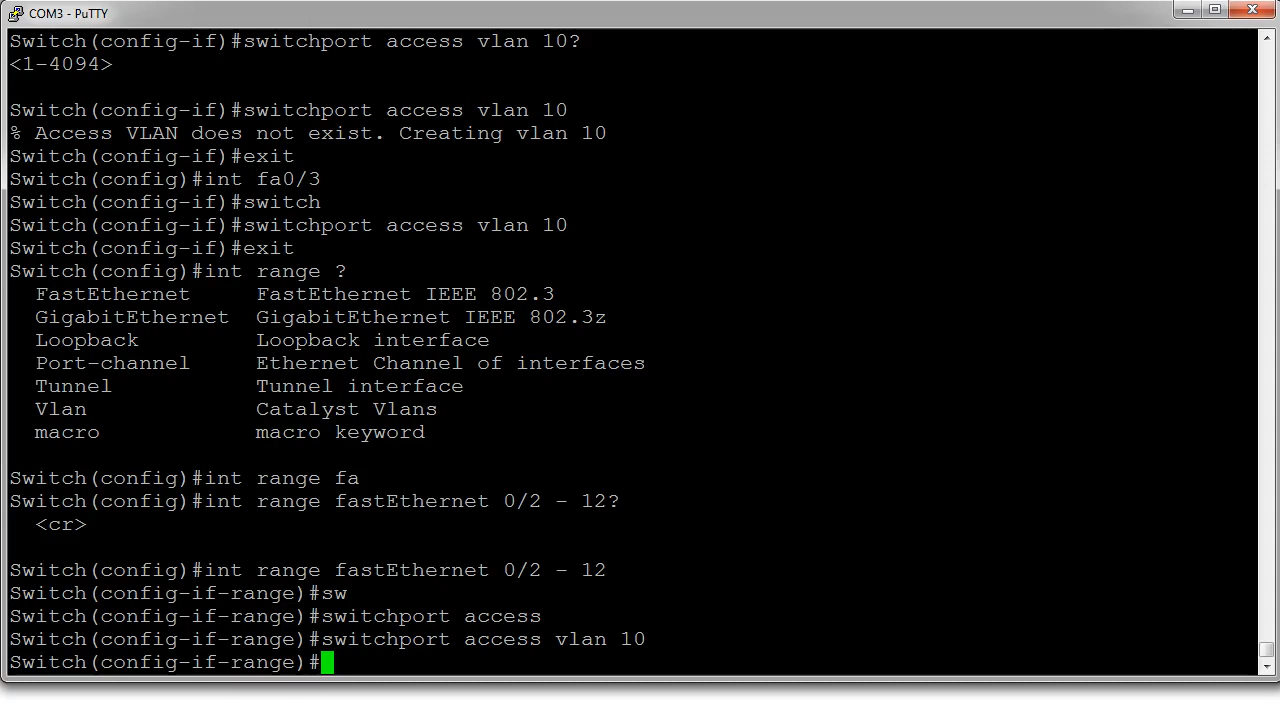 COM3 - PuTTY
Switch(config-if)#switchport access vlan 10?
<1-4094>
Switch(config-if)#switchport access vlan 10
% Access VLAN does not exist. Creating vlan 10
Switch(config-if)#exit
Switch(config)#int fa0/3
Switch(config-if)#switch
Switch(config-if)#switchport access vlan 10
Switch(config-if)#exit
Switch(config)#int range ?
  FastEthernet     FastEthernet IEEE 802.3
  GigabitEthernet  GigabitEthernet IEEE 802.3z
  Loopback         Loopback interface
  Port-channel     Ethernet Channel of interfaces
  Tunnel           Tunnel interface
  Vlan             Catalyst Vlans
  macro            macro keyword
Switch(config)#int range fa
Switch(config)#int range fastEthernet 0/2 - 12?
  <cr>
Switch(config)#int range fastEthernet 0/2 - 12
Switch(config-if-range)#sw
Switch(config-if-range)#switchport access
Switch(config-if-range)#switchport access vlan 10
Switch(config-if-range)#